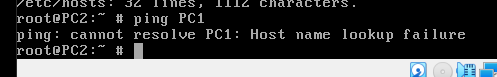 /etc/hosts: 32 lines, 1112 characters.
root@PC2:~ # ping PC1
ping: cannot resolve PC1: Host name lookup failure
root@PC2:~ #